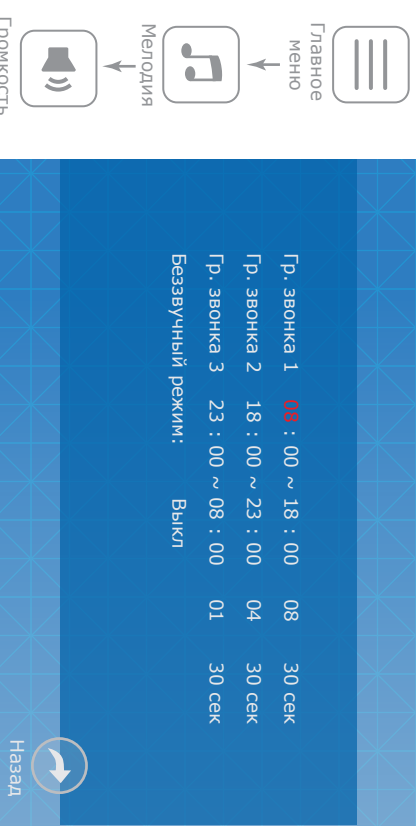 Главное
меню
Мелодия
Громкость
Гр. звонка 1 08 : 00 ~ 18 : 00 08 30 сек
Гр. звонка 2 18 : 00 ~ 23 : 00 04 30 сек
Гр. звонка 3 23 : 00 ~ 08 : 00 01 30 сек
Беззвучный режим: Выкл
Назад